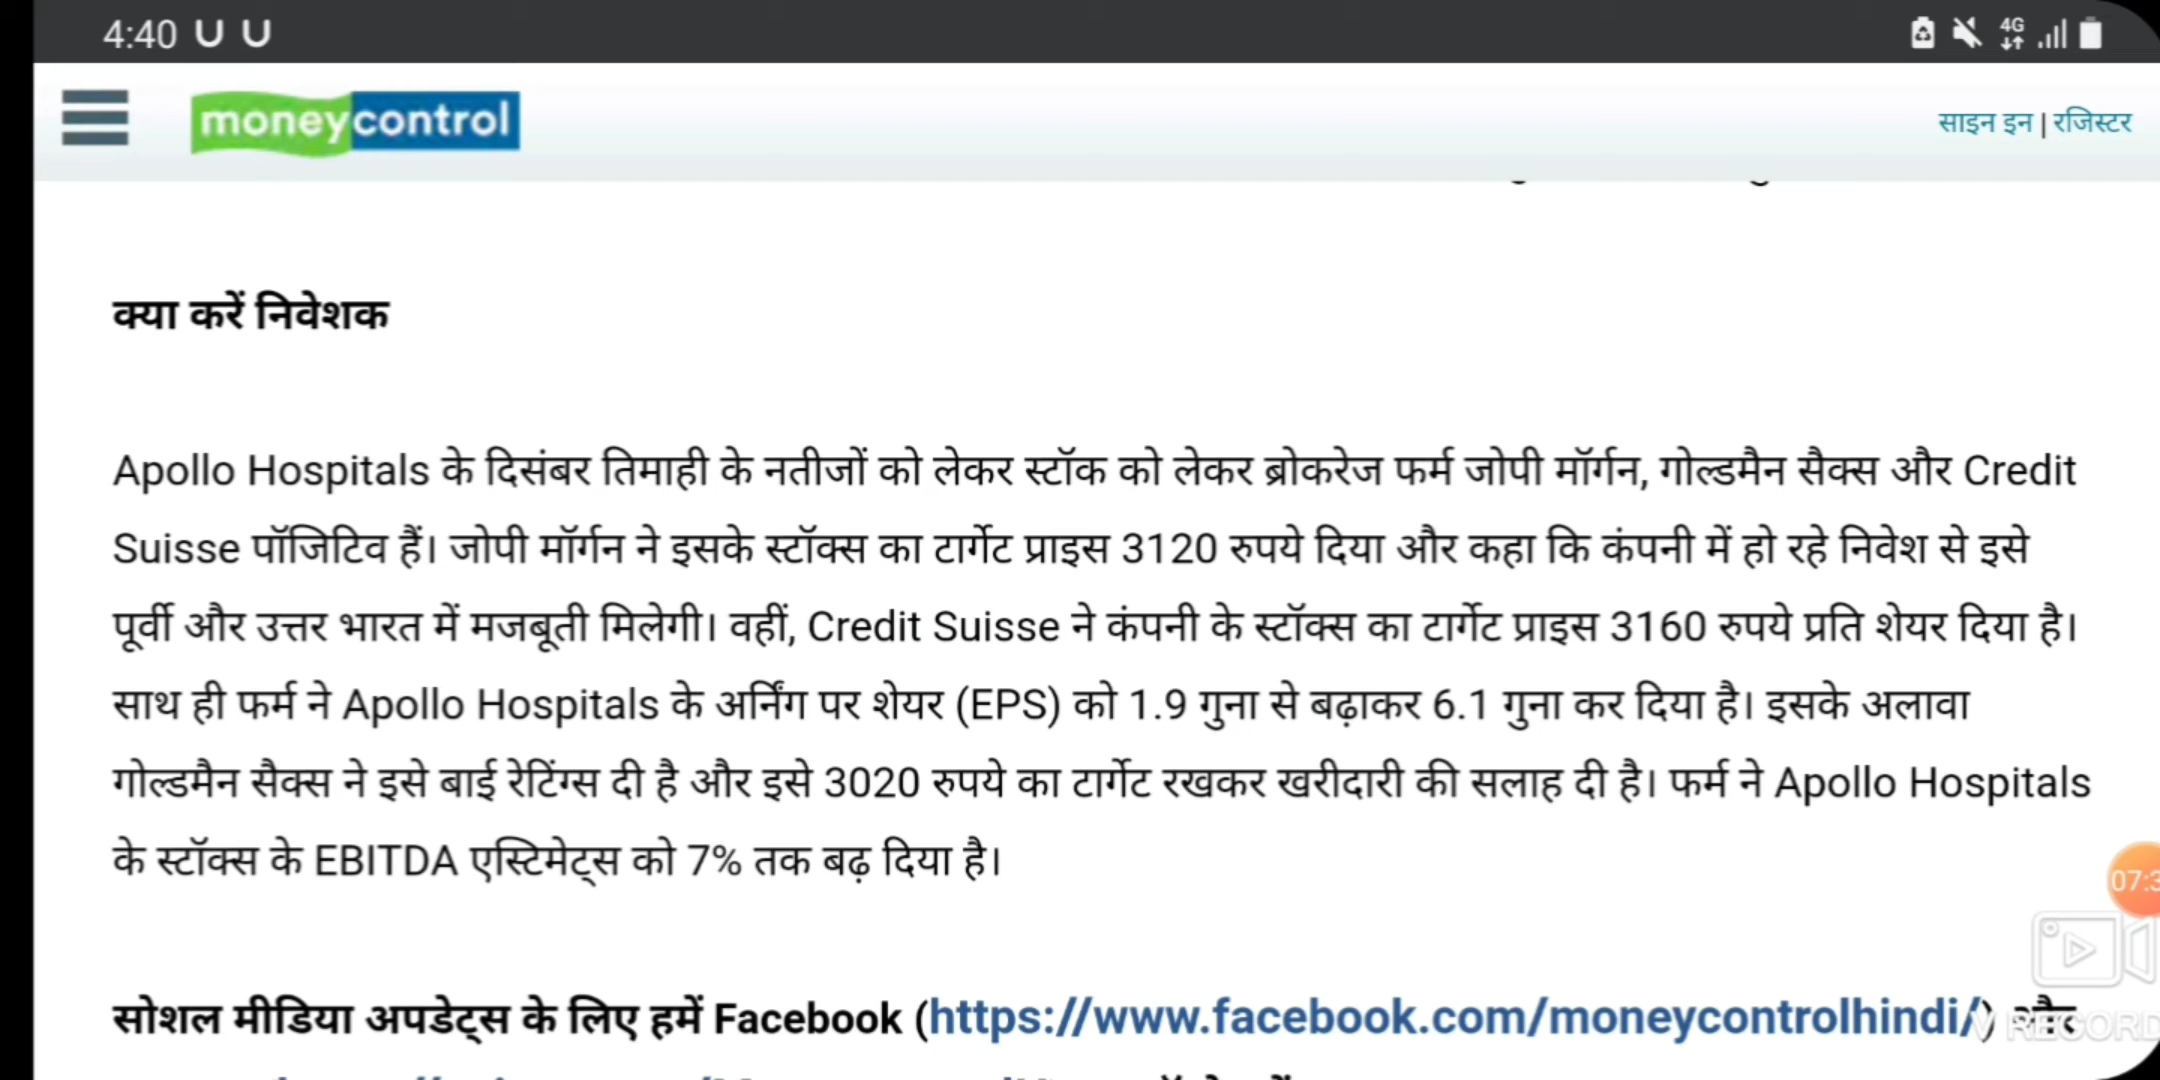 4:40
4G
moneycontrol
साइन इन | रजिस्टर
क्या करें निवेशक
Apollo Hospitals के दिसंबर तिमाही के नतीजों को लेकर स्टॉक को लेकर ब्रोकरेज फर्म जोपी मॉर्गन, गोल्डमैन सैक्स और Credit
Suisse पॉजिटिव हैं। जोपी मॉर्गन ने इसके स्टॉक्स का टार्गेट प्राइस 3120 रुपये दिया और कहा कि कंपनी में हो रहे निवेश से इसे
पूर्वी और उत्तर भारत में मजबूती मिलेगी। वहीं, Credit Suisse ने कंपनी के स्टॉक्स का टार्गेट प्राइस 3160 रुपये प्रति शेयर दिया है।
साथ ही फर्म ने Apollo Hospitals के अर्निंग पर शेयर (EPS) को 1.9 गुना से बढ़ाकर 6.1 गुना कर दिया है। इसके अलावा
गोल्डमैन सैक्स ने इसे बाई रेटिंग्स दी है और इसे 3020 रुपये का टार्गेट रखकर खरीदारी की सलाह दी है। फर्म ने Apollo Hospitals
के स्टॉक्स के EBITDA एस्टिमेट्स को 7% तक बढ़ दिया है।
07:3
सोशल मीडिया अपडेट्स के लिए हमें Facebook (https://www.facebook.com/moneycontrolhindi/) और